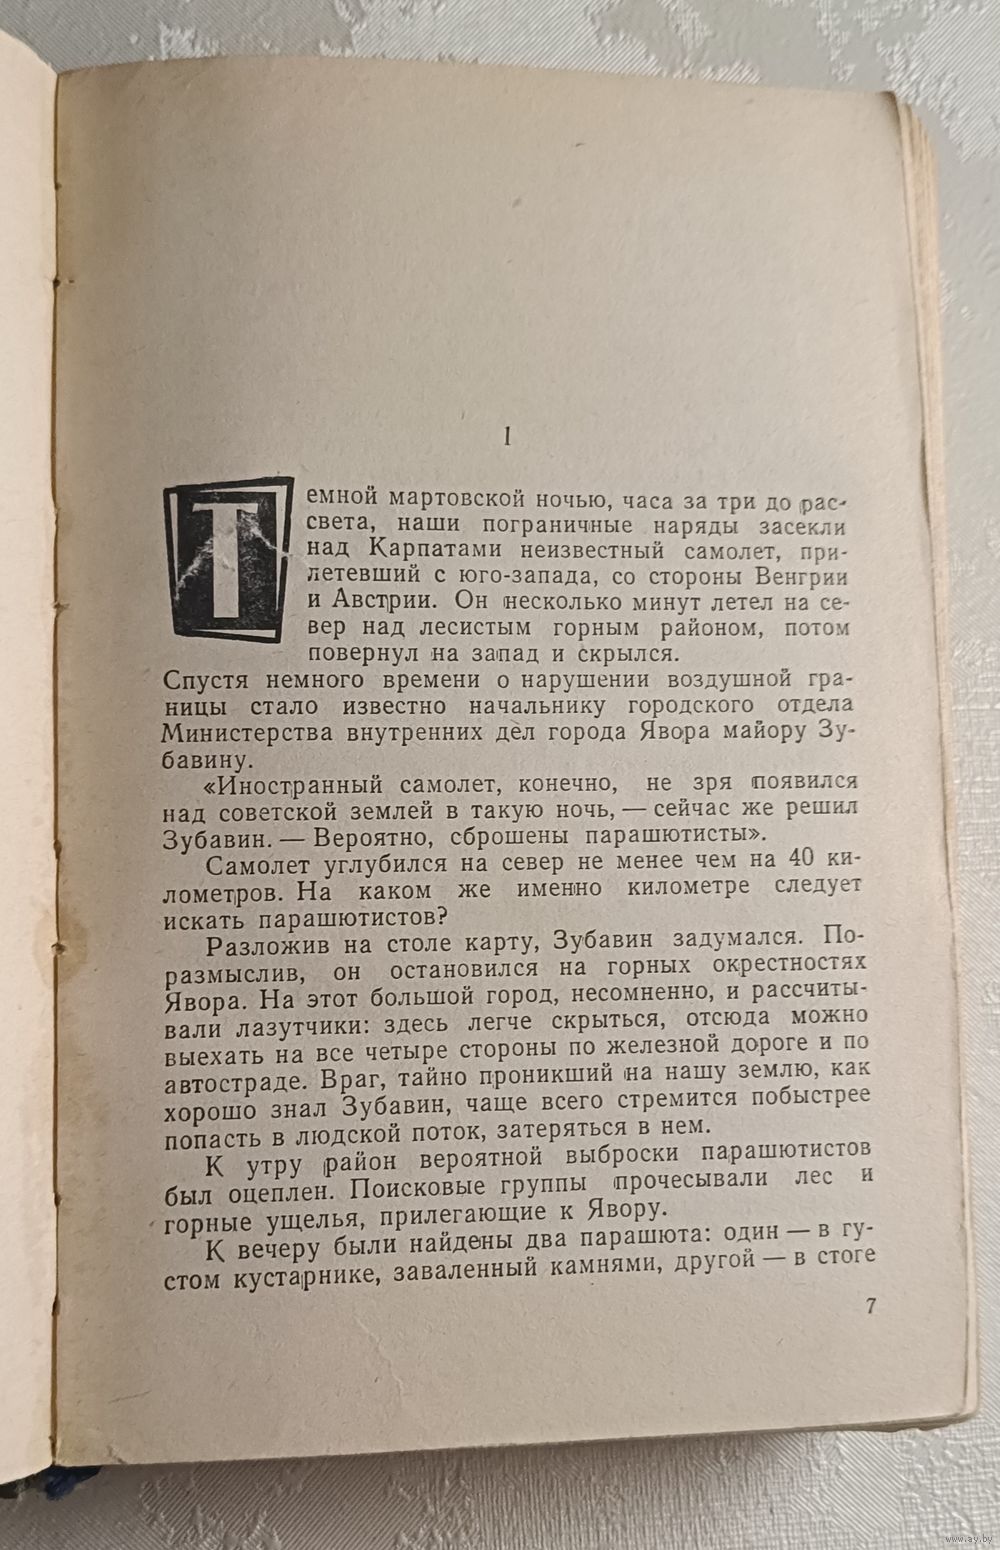 1
Темной мартовской ночью, часа за три до рас-
света, наши пограничные наряды засекли
над Карпатами неизвестный самолет, при-
летевший с юго-запада, со стороны Венгрии
и Австрии. Он несколько минут летел на се-
вер над лесистым горным районом, потом
повернул на запад и скрылся.
Спустя немного времени о нарушении воздушной гра-
ницы стало известно начальнику городского отдела
Министерства внутренних дел города Явора майору Зу-
бавину.
«Иностранный самолет, конечно, не зря появился
над советской землей в такую ночь, — сейчас же решил
Зубавин. — Вероятно, сброшены парашютисты».
Самолет углубился на север не менее чем на 40 ки-
лометров. На каком же именно километре следует
искать парашютистов?
Разложив на столе карту, Зубавин задумался. По-
размыслив, он остановился на горных окрестностях
Явора. На этот большой город, несомненно, и рассчиты-
вали лазутчики: здесь легче скрыться, отсюда можно
выехать на все четыре стороны по железной дороге и по
автостраде. Враг, тайно проникший на нашу землю, как
хорошо знал Зубавин, чаще всего стремится побыстрее
попасть в людской поток, затеряться в нем.
К утру район вероятной выброски парашютистов
был оцеплен. Поисковые группы прочесывали лес и
горные ущелья, прилегающие к Явору.
К вечеру были найдены два парашюта: один — в гу-
стом кустарнике, заваленный камнями, другой — в стоге
7
www.ay.by